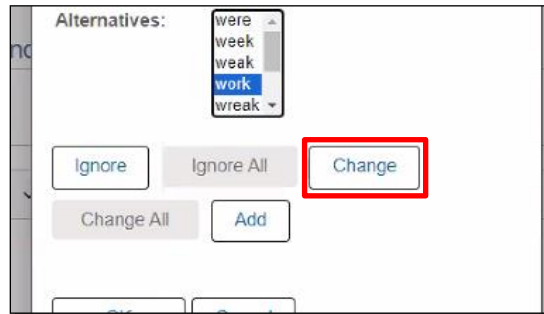 Alternatives:
were
week
weak
work
wreak
Ignore
Ignore All
Change
Change All
Add